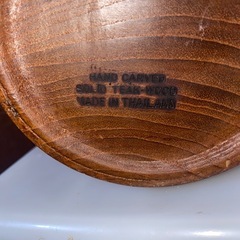 HAND CARVED
SOLID TEAK-WOOD
MADE IN THAILAND